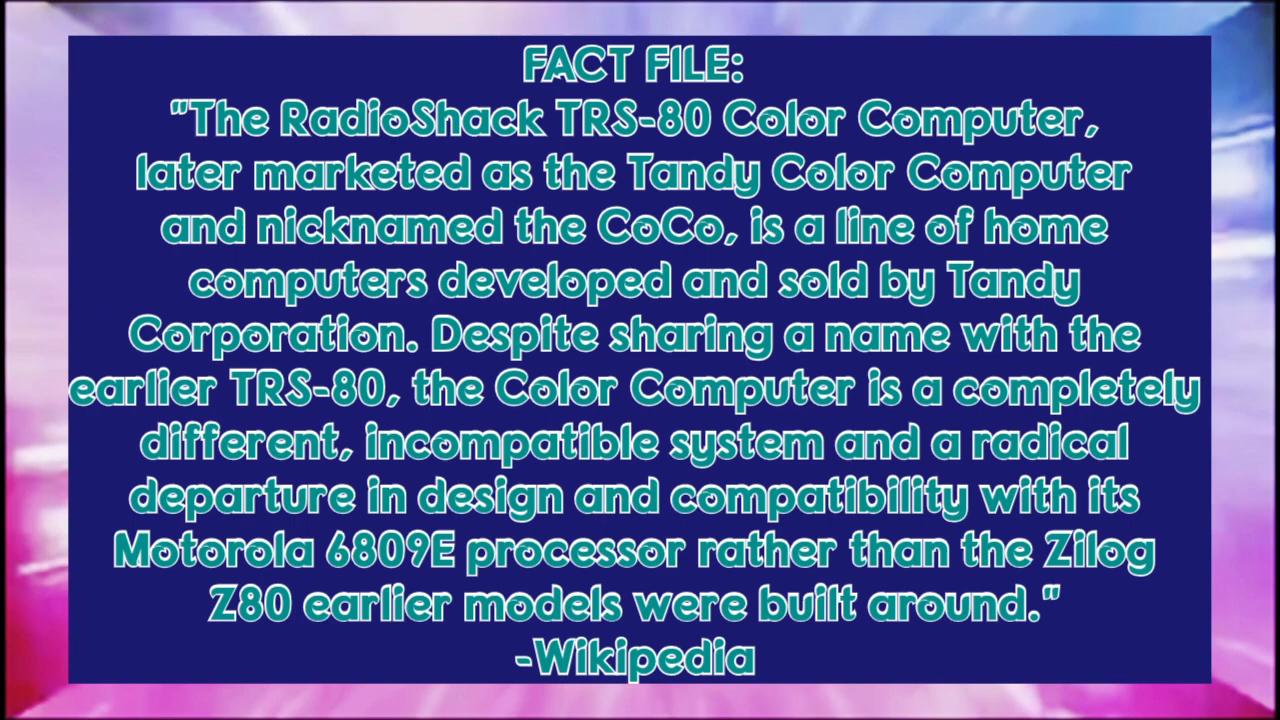 FACT FILE:
"The RadioShack TRS-80 Color Computer,
later marketed as the Tandy Color Computer
and nicknamed the CoCo, is a line of home
computers developed and sold by Tandy
Corporation. Despite sharing a name with the
earlier TRS-80, the Color Computer is a completely
different, incompatible system and a radical
departure in design and compatibility with its
Motorola 6809E processor rather than the Zilog
Z80 earlier models were built around."
-Wikipedia